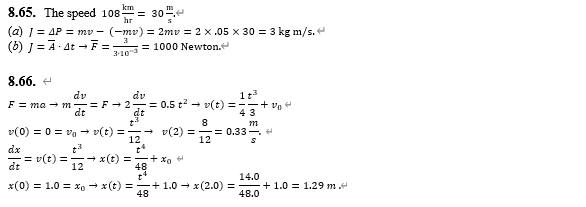 8.65. The speed 108 km/hr = 30 m/s.↵
(a) J = ΔP = mv − (−mv) = 2mv = 2 × .05 × 30 = 3 kg m/s.↵
(b) J = A̅ · Δt → F̅ = 3/(3·10⁻³) = 1000 Newton.↵
8.66. ↵
F = ma → m dv/dt = F → 2 dv/dt = 0.5 t² → v(t) = 1/4 t³/3 + v₀ ↵
v(0) = 0 = v₀ → v(t) = t³/12 → v(2) = 8/12 = 0.33 m/s. ↵
dx/dt = v(t) = t³/12 → x(t) = t⁴/48 + x₀ ↵
x(0) = 1.0 = x₀ → x(t) = t⁴/48 + 1.0 → x(2.0) = 14.0/48.0 + 1.0 = 1.29 m.↵